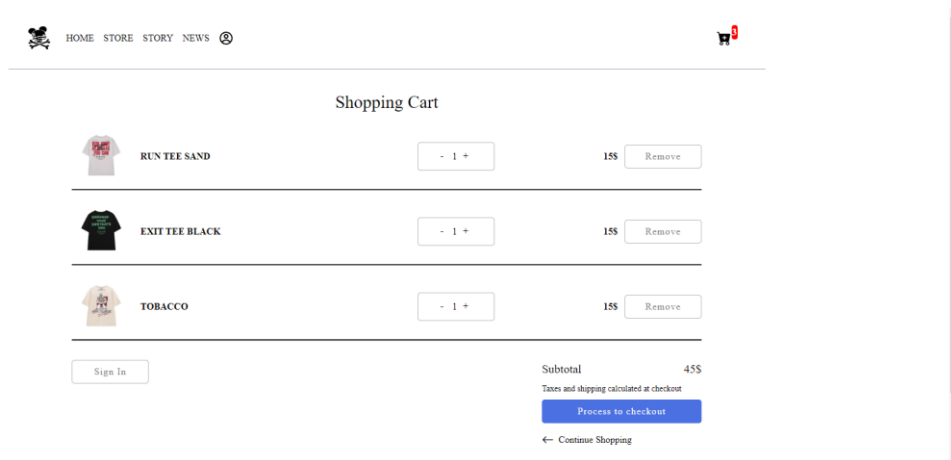 HOME STORE STORY NEWS
3
Shopping Cart
RUN TEE SAND - 1 + 15$ Remove
EXIT TEE BLACK - 1 + 15$ Remove
TOBACCO - 1 + 15$ Remove
Sign In
Subtotal 45$
Taxes and shipping calculated at checkout
Process to checkout
← Continue Shopping